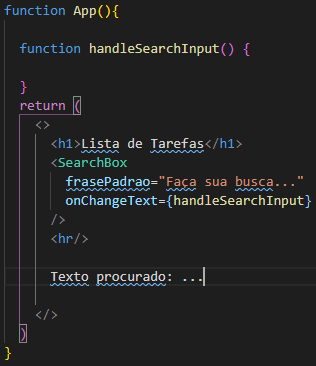 function App(){
function handleSearchInput() {
}
return (
<>
<h1>Lista de Tarefas</h1>
<SearchBox
frasePadrao="Faça sua busca..."
onChangeText={handleSearchInput}
/>
<hr/>
Texto procurado: ...
</>
)
}